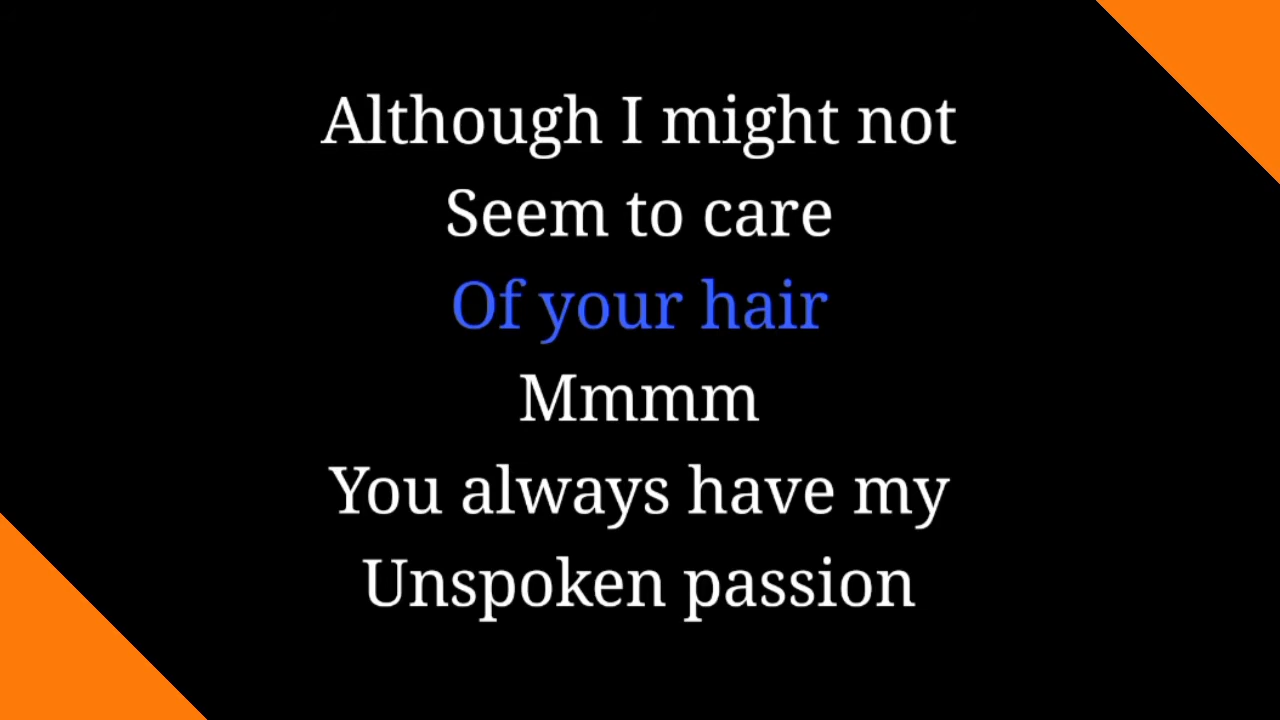 Although I might not
Seem to care
Of your hair
Mmmm
You always have my
Unspoken passion